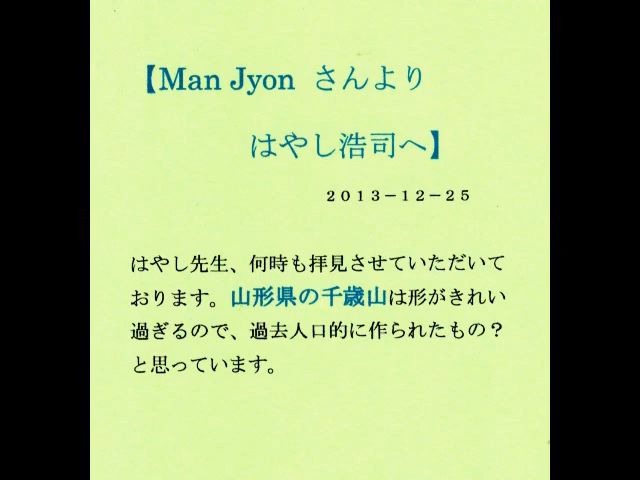 【Man Jyon さんより
はやし浩司へ】
２０１３－１２－２５
はやし先生、何時も拝見させていただいて
おります。山形県の千歳山は形がきれい
過ぎるので、過去人口的に作られたもの？
と思っています。